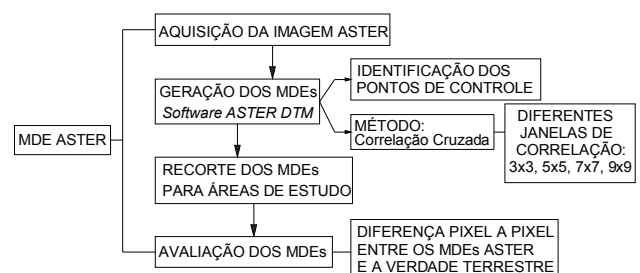 AQUISIÇÃO DA IMAGEM ASTER
IDENTIFICAÇÃO DOS
PONTOS DE CONTROLE
GERAÇÃO DOS MDEs
Software ASTER DTM
MÉTODO:
Correlação Cruzada
DIFERENTES
JANELAS DE
CORRELAÇÃO:
3x3, 5x5, 7x7, 9x9
MDE ASTER
RECORTE DOS MDEs
PARA ÁREAS DE ESTUDO
AVALIAÇÃO DOS MDEs
DIFERENÇA PIXEL A PIXEL
ENTRE OS MDEs ASTER
E A VERDADE TERRESTRE